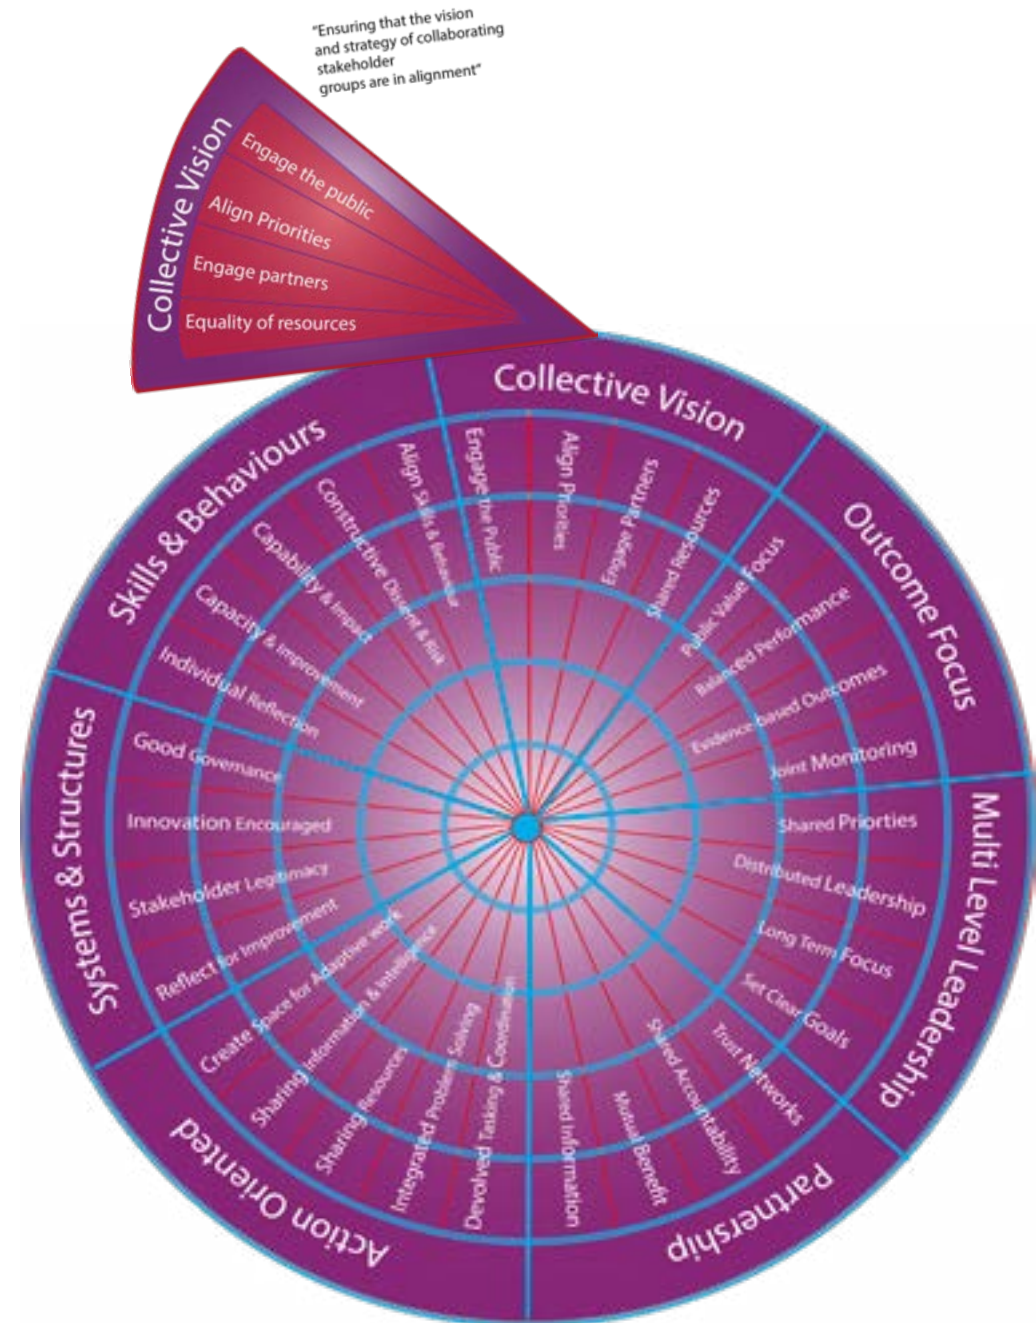 “Ensuring that the vision
and strategy of collaborating
stakeholder
groups are in alignment”
Collective Vision
Engage the public
Align Priorities
Engage partners
Equality of resources
Collective Vision
Engage the Public
Align Priorities
Engage Partners
Shared Resources
Outcome Focus
Public Value Focus
Balanced Performance
Evidence-based Outcomes
Joint Monitoring
Multi Level Leadership
Shared Priorties
Distributed Leadership
Long Term Focus
Set Clear Goals
Partnership
Trust Networks
Shared Accountability
Mutual Benefit
Shared Information
Action Oriented
Devolved Tasking & Coordination
Integrated Problem Solving
Sharing Resources
Sharing Information & Intelligence
Create Space for Adaptive work
Systems & Structures
Reflect for Improvement
Stakeholder Legitimacy
Innovation Encouraged
Good Governance
Skills & Behaviours
Individual Reflection
Capacity & Improvement
Capability & Impact
Constructive Dissent & Risk
Align Skills & Behaviour